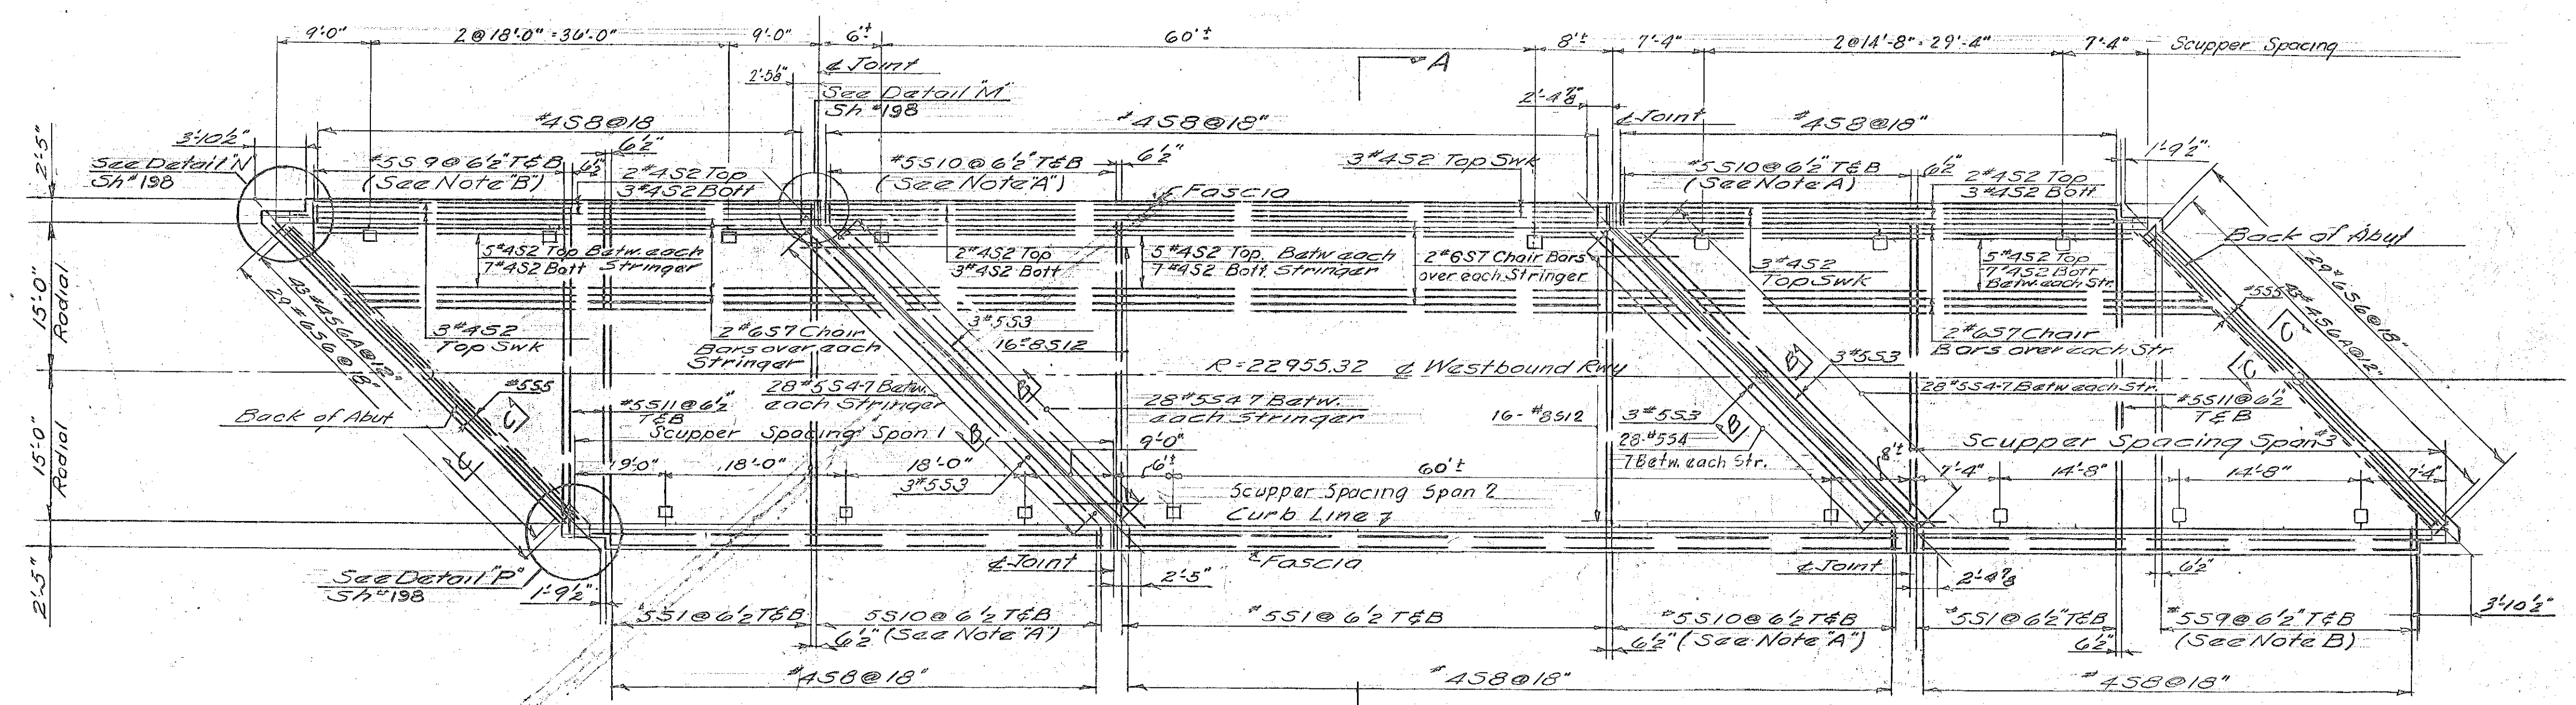 9'-0" 2@18'-0"=36'-0" 9'-0" 6'± 60'± 8'± 7'-4" 2@14'-8"=29'-4" 7'-4" Scupper Spacing
¢ Joint
A
See Detail "M"
Sh #198
2'-4⅞"
3'-10½"
#4S8@18
#4S8@18"
¢ Joint
#4S8@18"
1'-9½"
2'-5"
See Detail "N"
Sh #198
#5S9@6½" T&B
(See Note "B")
6½"
6½"
2#4S2 Top
3#4S2 Bott
#5S10@6½" T&B
(See Note "A")
6½"
3#4S2 Top Swk
#5S10@6½" T&B
(See Note A)
6½"
2#4S2 Top
3#4S2 Bott
Fascia
5#4S2 Top Betw. each
7#4S2 Bott Stringer
2#4S2 Top
3#4S2 Bott
5#4S2 Top Betw each
7#4S2 Bott. Stringer
2#6S7 Chair Bars
over each Stringer
3#4S2
Top Swk
5#4S2 Top
7#4S2 Bott
Betw. each Str.
Back of Abut
15'-0"
Radial
43#4S6A@12"
29#6S6@18"
3#4S2
Top Swk
2#6S7 Chair
Bars over each
Stringer
3#5S3
16-#8S12
2#6S7 Chair
Bars over each Str.
#5S5
43#4S6A@12"
29#6S6@18"
C
C
R=22955.32 ¢ Westbound Rwy
B
B
3#5S3
#5S5
28#5S4-7 Betw.
each Stringer
28#5S4 7 Betw.
each Stringer
28#5S4-7 Betw each Str.
Back of Abut
C
C
#5S11@6½
T&B
16-#8S12
3#5S3
#5S11@6½
T&B
15'-0"
Radial
Scupper Spacing Span 1
B
9'-0"
28-#5S4
7 Betw. each Str.
B
Scupper Spacing Span #3
9'-0" 18'-0" 18'-0" 6'± 60'± 8'± 7'-4" 14'-8" 14'-8" 7'-4"
3#5S3
Scupper Spacing Span 2
Curb Line
See Detail "P"
Sh #198
¢ Joint
Fascia
¢ Joint
2'-5"
1'-9½"
2'-5"
2'-4⅞
6½"
3'-10½"
#5S1@6½ T&B
5S10@6½ T&B
6½" (See Note "A")
#5S1@6½ T&B
#5S10@6½" T&B
6½" (See Note "A")
#5S1@6½" T&B
6½"
#5S9@6½" T&B
(See Note B)
#4S8@18"
#4S8@18"
#4S8@18"